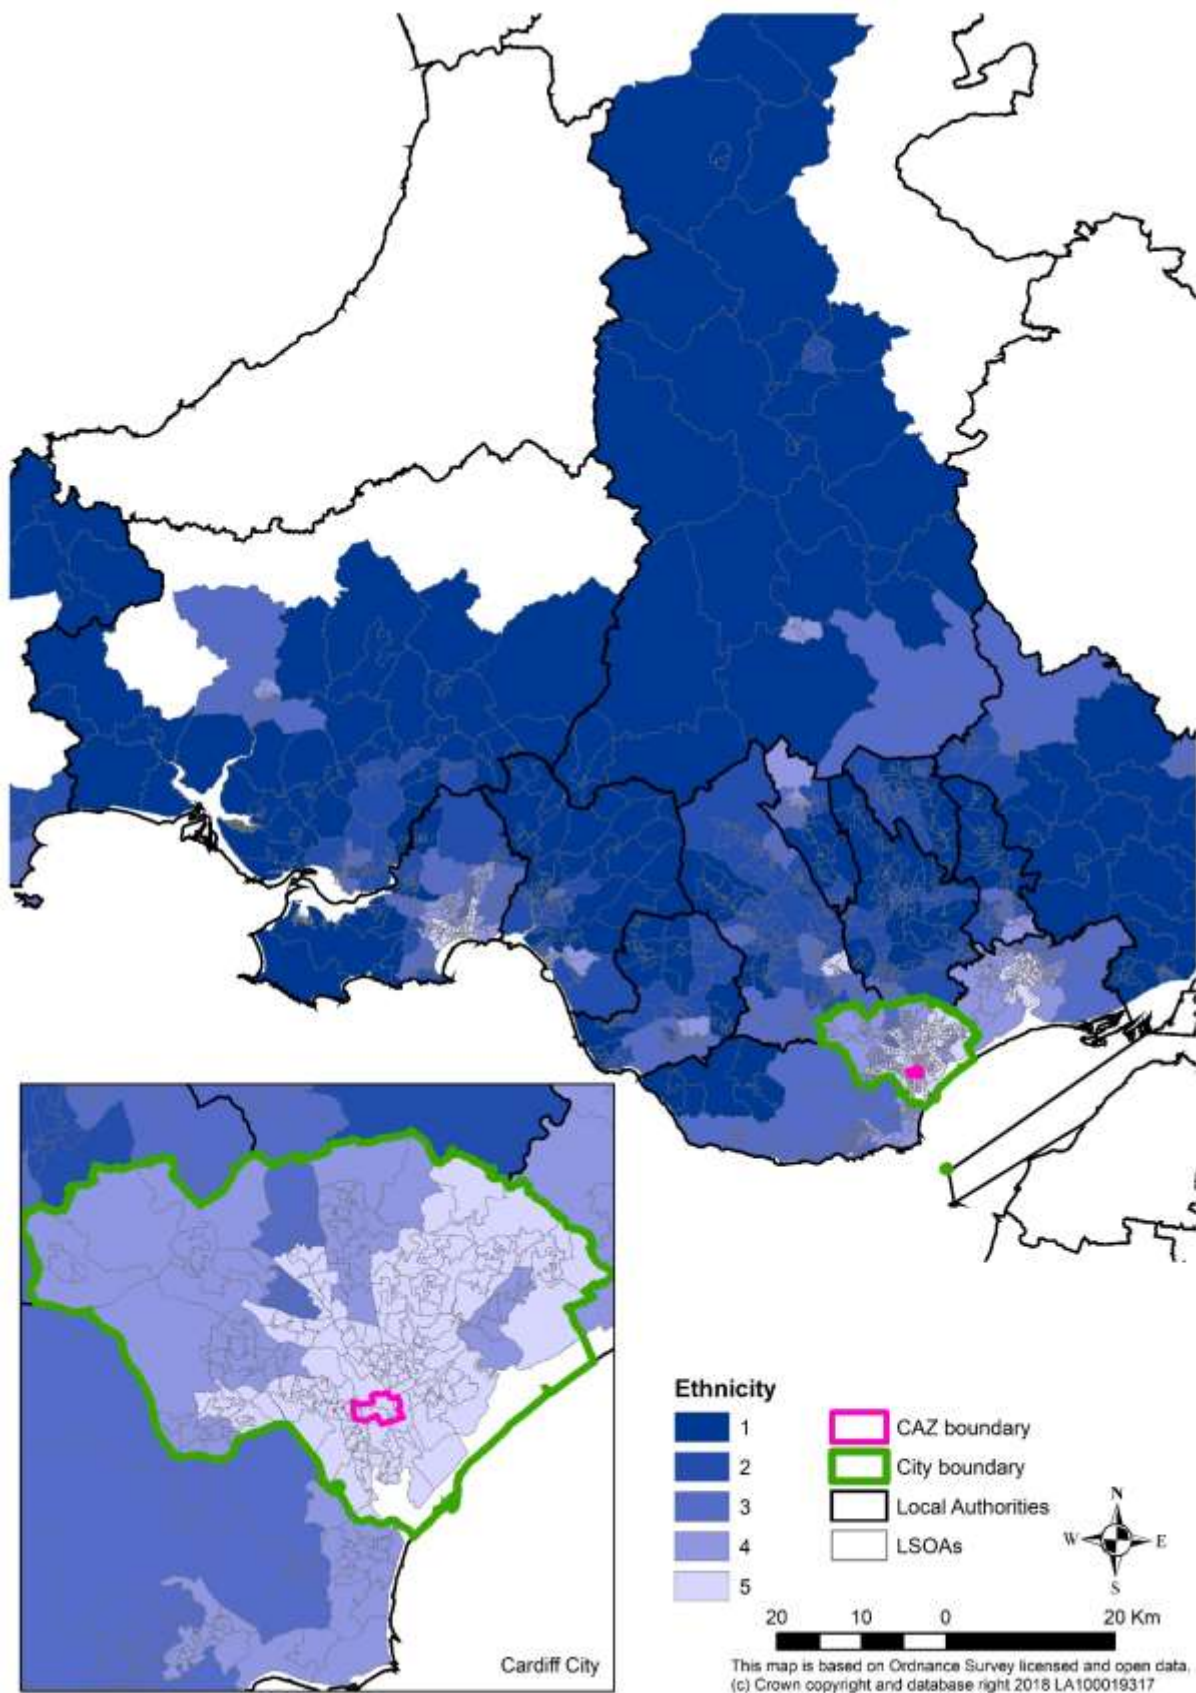 Cardiff City
Ethnicity
1
2
3
4
5
CAZ boundary
City boundary
Local Authorities
LSOAs
N
W
E
S
20
10
0
20 Km
This map is based on Ordnance Survey licensed and open data.
(c) Crown copyright and database right 2018 LA100019317